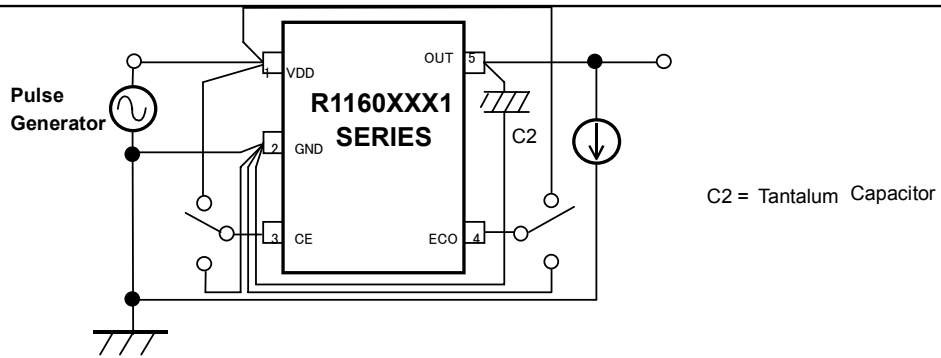 Pulse
Generator
1
VDD
OUT
5
R1160XXX1
SERIES
C2
2
GND
3
CE
ECO
4
C2 = Tantalum Capacitor